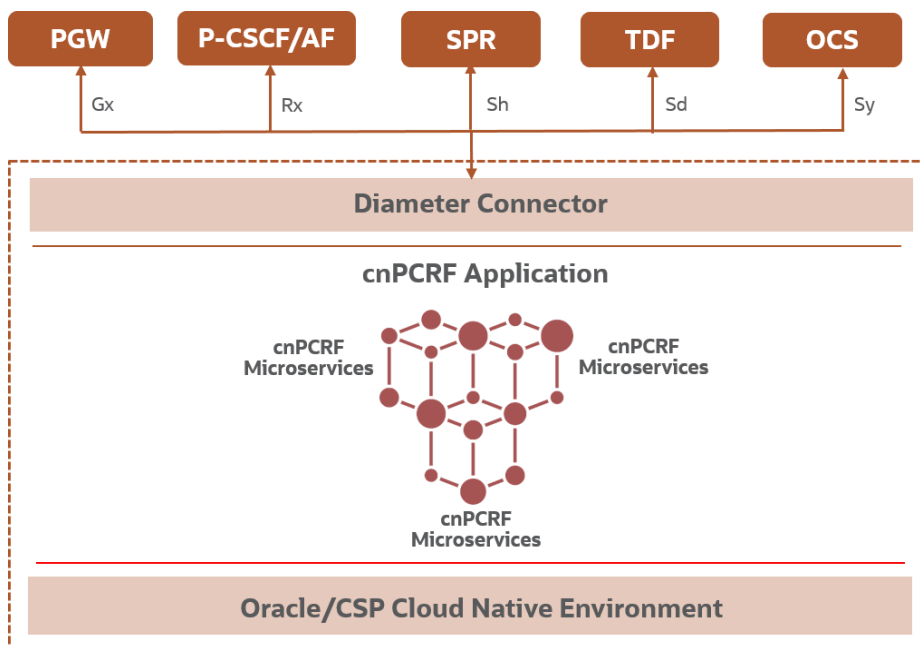 PGW
P-CSCF/AF
SPR
TDF
OCS
Gx
Rx
Sh
Sd
Sy
Diameter Connector
cnPCRF Application
cnPCRF
Microservices
cnPCRF
Microservices
cnPCRF
Microservices
Oracle/CSP Cloud Native Environment